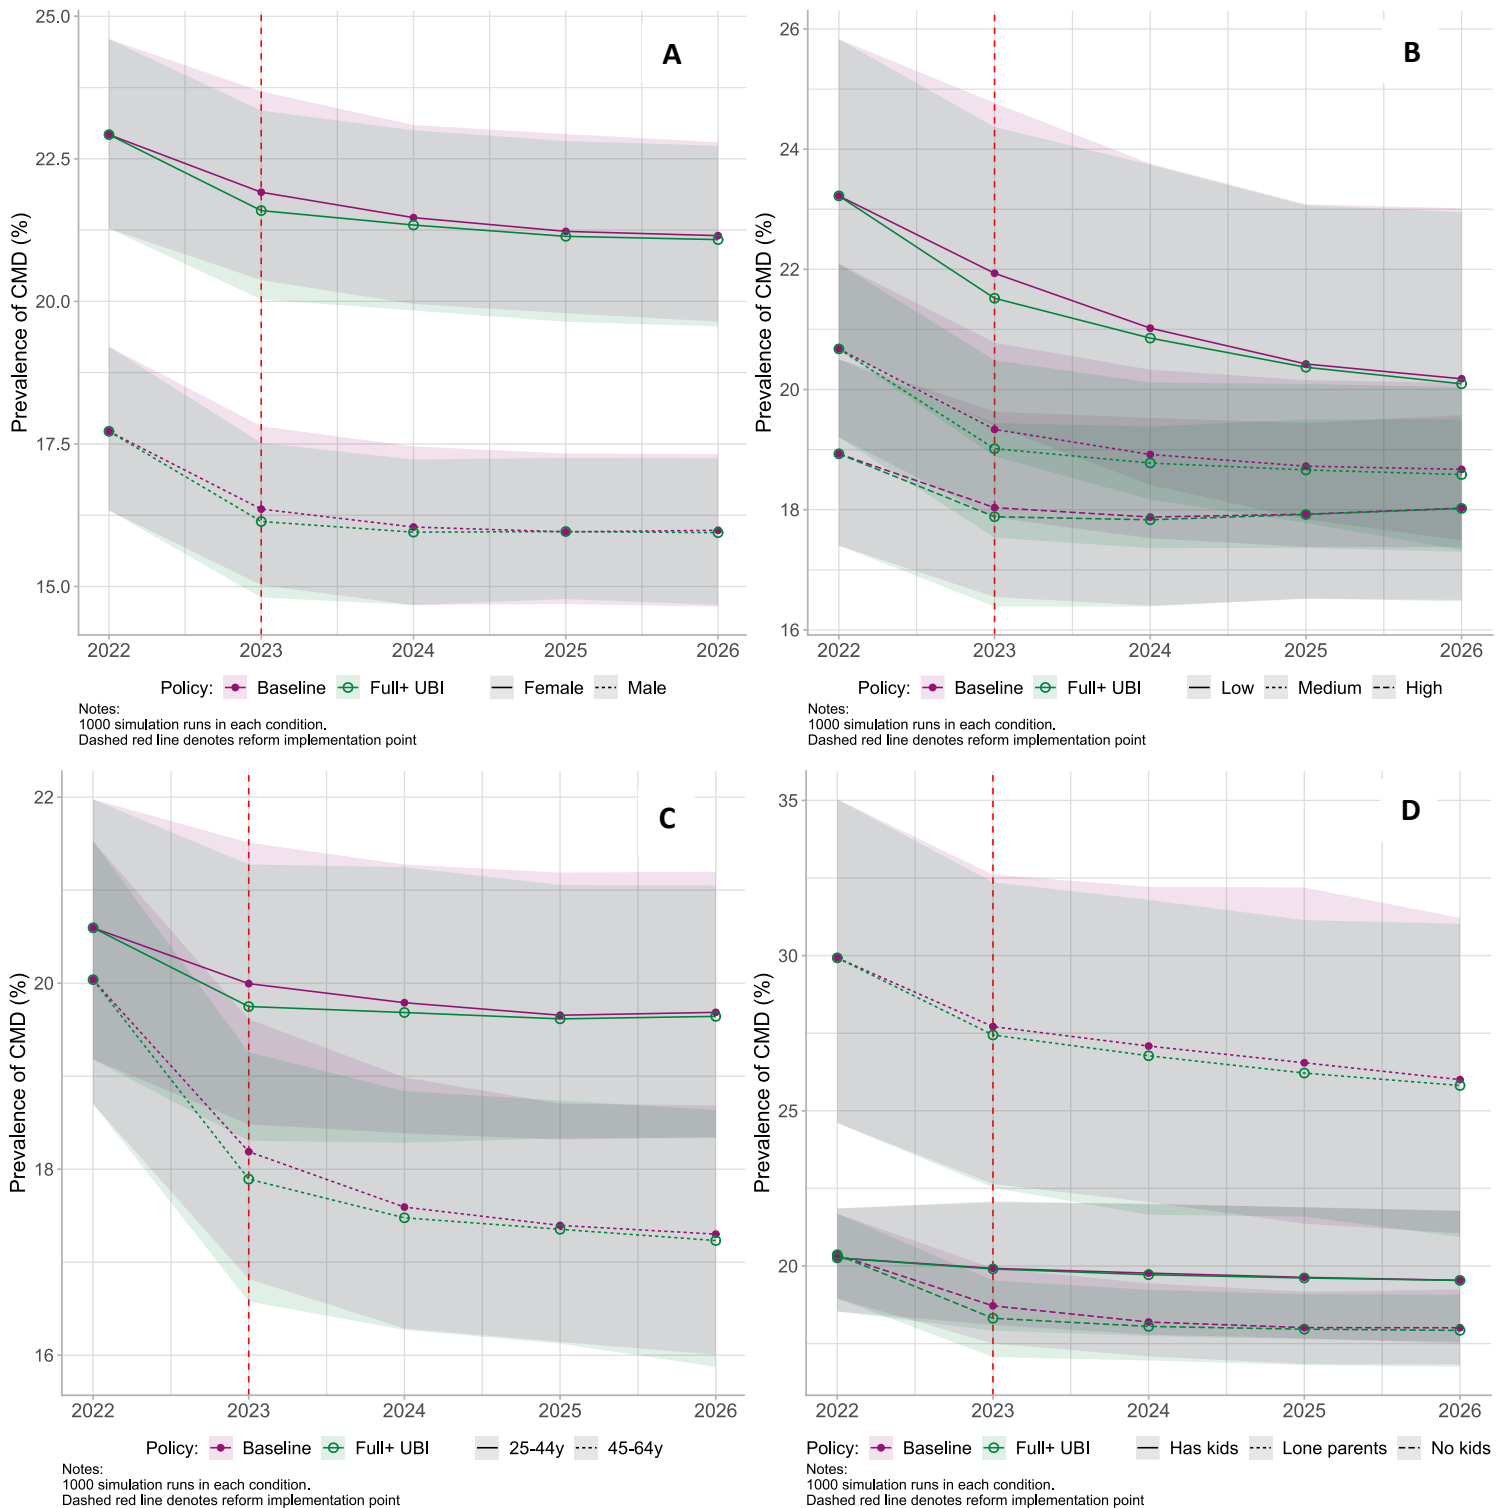 A
Prevalence of CMD (%)
25.0
22.5
20.0
17.5
15.0
2022 2023 2024 2025 2026
Policy: Baseline Full+ UBI Female Male
Notes:
1000 simulation runs in each condition.
Dashed red line denotes reform implementation point
B
Prevalence of CMD (%)
26
24
22
20
18
16
2022 2023 2024 2025 2026
Policy: Baseline Full+ UBI Low Medium High
Notes:
1000 simulation runs in each condition.
Dashed red line denotes reform implementation point
C
Prevalence of CMD (%)
22
20
18
16
2022 2023 2024 2025 2026
Policy: Baseline Full+ UBI 25-44y 45-64y
Notes:
1000 simulation runs in each condition.
Dashed red line denotes reform implementation point
D
Prevalence of CMD (%)
35
30
25
20
2022 2023 2024 2025 2026
Policy: Baseline Full+ UBI Has kids Lone parents No kids
Notes:
1000 simulation runs in each condition.
Dashed red line denotes reform implementation point